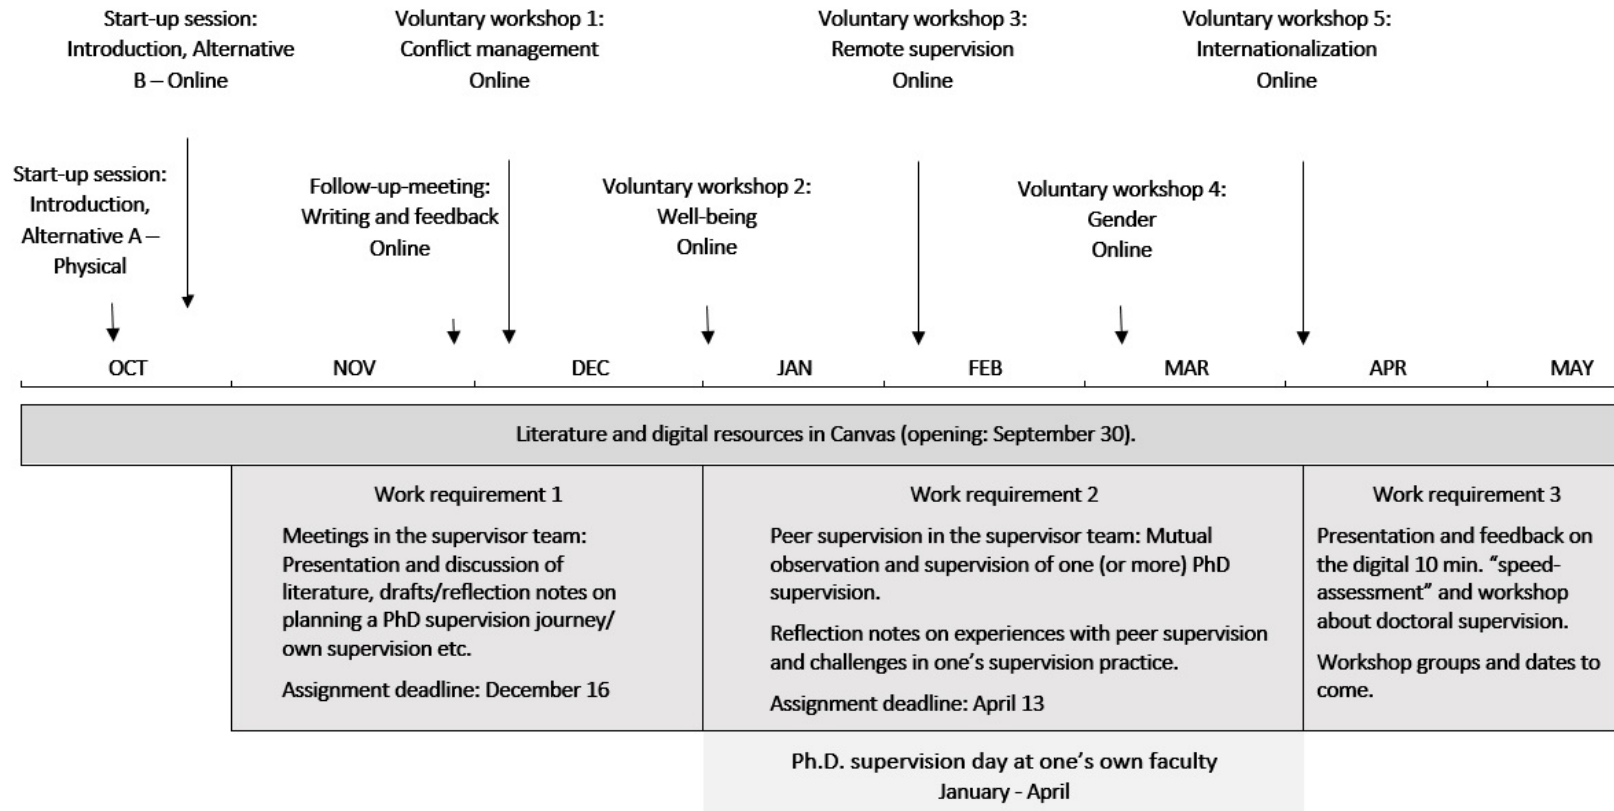 Start-up session:
Introduction, Alternative
B – Online
Voluntary workshop 1:
Conflict management
Online
Voluntary workshop 3:
Remote supervision
Online
Voluntary workshop 5:
Internationalization
Online
Start-up session:
Introduction,
Alternative A –
Physical
Follow-up-meeting:
Writing and feedback
Online
Voluntary workshop 2:
Well-being
Online
Voluntary workshop 4:
Gender
Online
OCT NOV DEC JAN FEB MAR APR MAY
Literature and digital resources in Canvas (opening: September 30).
Work requirement 1
Meetings in the supervisor team:
Presentation and discussion of
literature, drafts/reflection notes on
planning a PhD supervision journey/
own supervision etc.
Assignment deadline: December 16
Work requirement 2
Peer supervision in the supervisor team: Mutual
observation and supervision of one (or more) PhD
supervision.
Reflection notes on experiences with peer supervision
and challenges in one’s supervision practice.
Assignment deadline: April 13
Work requirement 3
Presentation and feedback on
the digital 10 min. “speed-
assessment” and workshop
about doctoral supervision.
Workshop groups and dates to
come.
Ph.D. supervision day at one’s own faculty
January - April